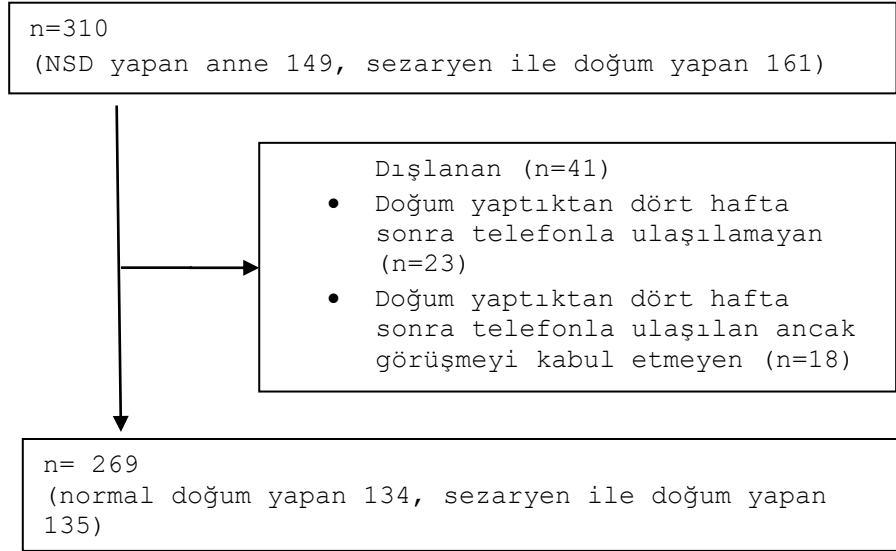 n=310
(NSD yapan anne 149, sezaryen ile doğum yapan 161)
Dışlanan (n=41)
• Doğum yaptıktan dört hafta
sonra telefonla ulaşılamayan
(n=23)
• Doğum yaptıktan dört hafta
sonra telefonla ulaşılan ancak
görüşmeyi kabul etmeyen (n=18)
n= 269
(normal doğum yapan 134, sezaryen ile doğum yapan
135)